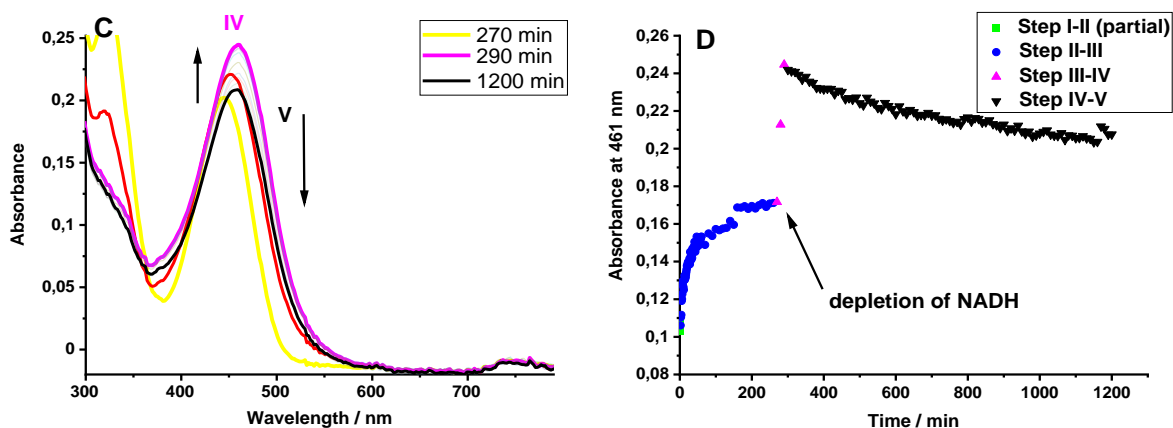 C
IV
270 min
290 min
1200 min
V
0,25
0,2
0,15
0,1
0,05
0
Absorbance
300 400 500 600 700
Wavelength / nm
D
Step I-II (partial)
Step II-III
Step III-IV
Step IV-V
0,26
0,24
0,22
0,2
0,18
0,16
0,14
0,12
0,1
0,08
Absorbance at 461 nm
depletion of NADH
0 200 400 600 800 1000 1200
Time / min